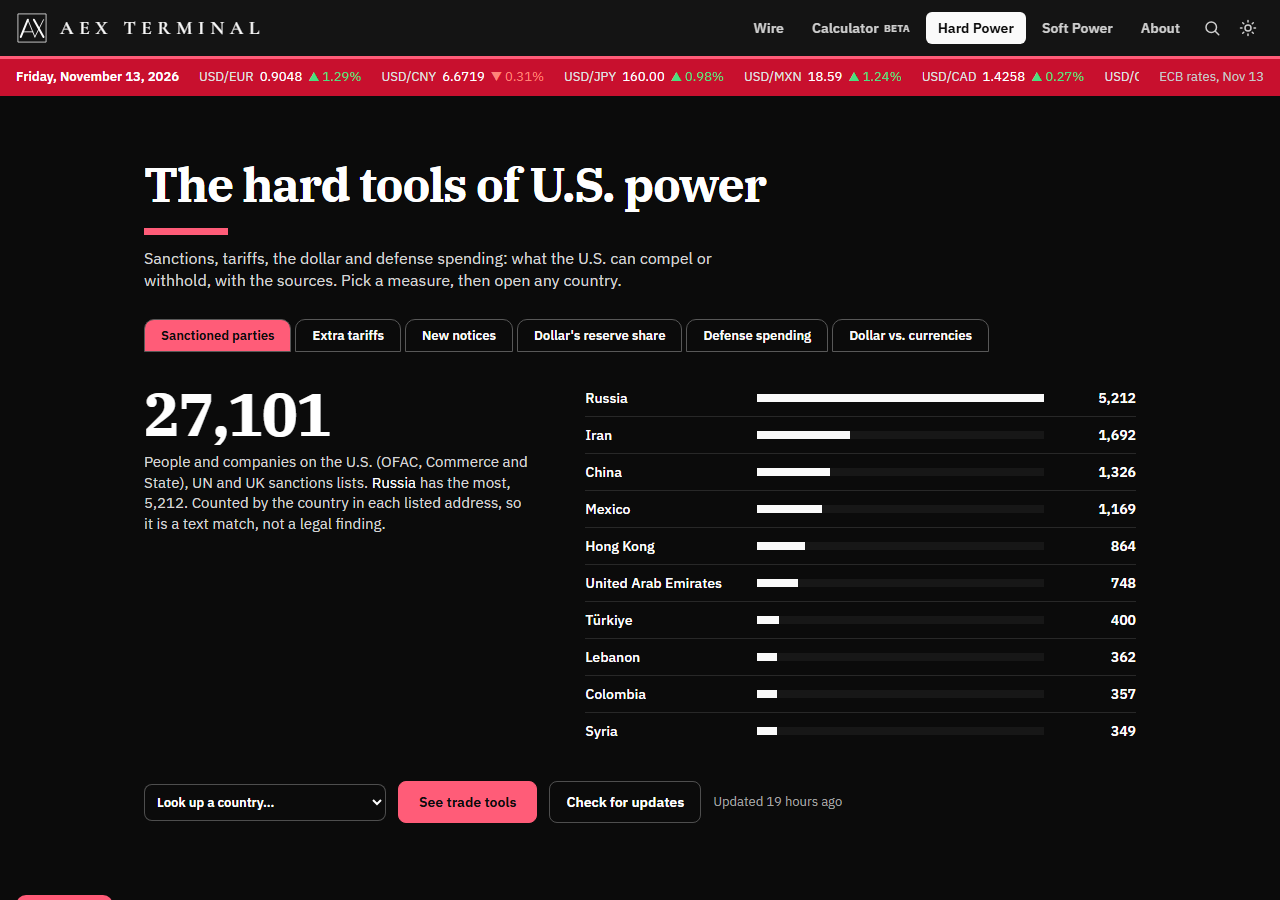 AEX TERMINAL
Wire Calculator BETA Hard Power Soft Power About
Friday, November 13, 2026 USD/EUR 0.9048 ▲ 1.29% USD/CNY 6.6719 ▼ 0.31% USD/JPY 160.00 ▲ 0.98% USD/MXN 18.59 ▲ 1.24% USD/CAD 1.4258 ▲ 0.27% ECB rates, Nov 13
The hard tools of U.S. power
Sanctions, tariffs, the dollar and defense spending: what the U.S. can compel or
withhold, with the sources. Pick a measure, then open any country.
Sanctioned parties Extra tariffs New notices Dollar's reserve share Defense spending Dollar vs. currencies
27,101
People and companies on the U.S. (OFAC, Commerce and
State), UN and UK sanctions lists. Russia has the most,
5,212. Counted by the country in each listed address, so
it is a text match, not a legal finding.
Russia 5,212
Iran 1,692
China 1,326
Mexico 1,169
Hong Kong 864
United Arab Emirates 748
Türkiye 400
Lebanon 362
Colombia 357
Syria 349
Look up a country... See trade tools Check for updates Updated 19 hours ago